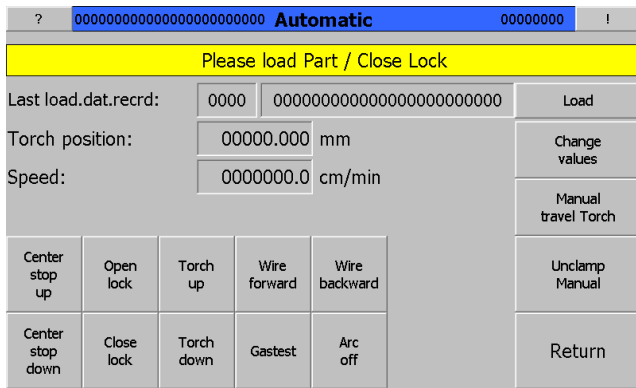 ? 000000000000000000000000 Automatic 00000000 !
Please load Part / Close Lock
Last load.dat.recrd: 0000 000000000000000000000000 Load
Torch position: 00000.000 mm
Change
values
Speed: 0000000.0 cm/min
Manual
travel Torch
Center
stop
up
Open
lock
Torch
up
Wire
forward
Wire
backward
Unclamp
Manual
Center
stop
down
Close
lock
Torch
down
Gastest
Arc
off
Return